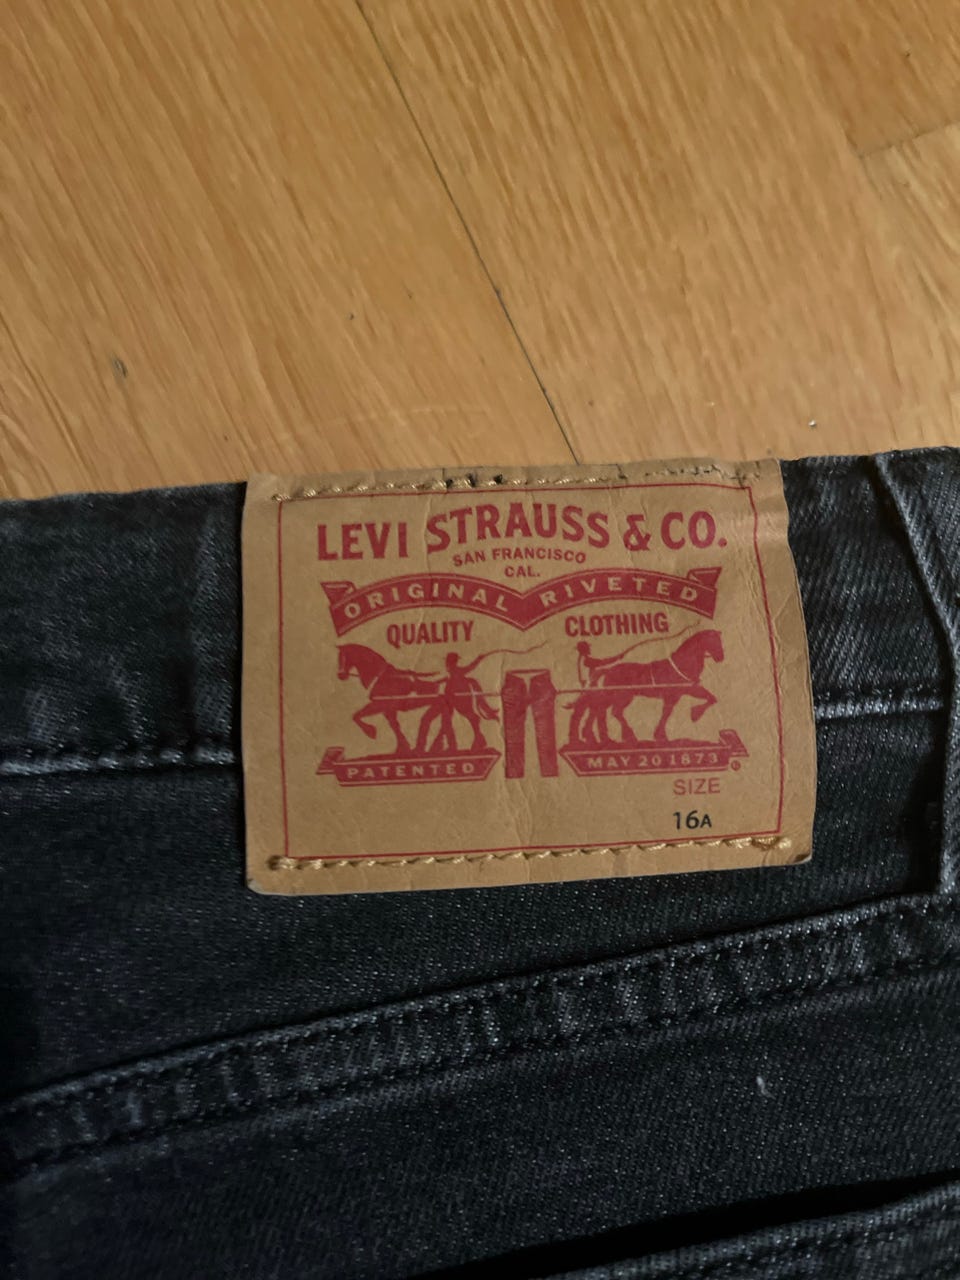 LEVI STRAUSS & CO.
SAN FRANCISCO
CAL.
ORIGINAL RIVETED
QUALITY CLOTHING
PATENTED MAY 20 1873 ®
SIZE
16A